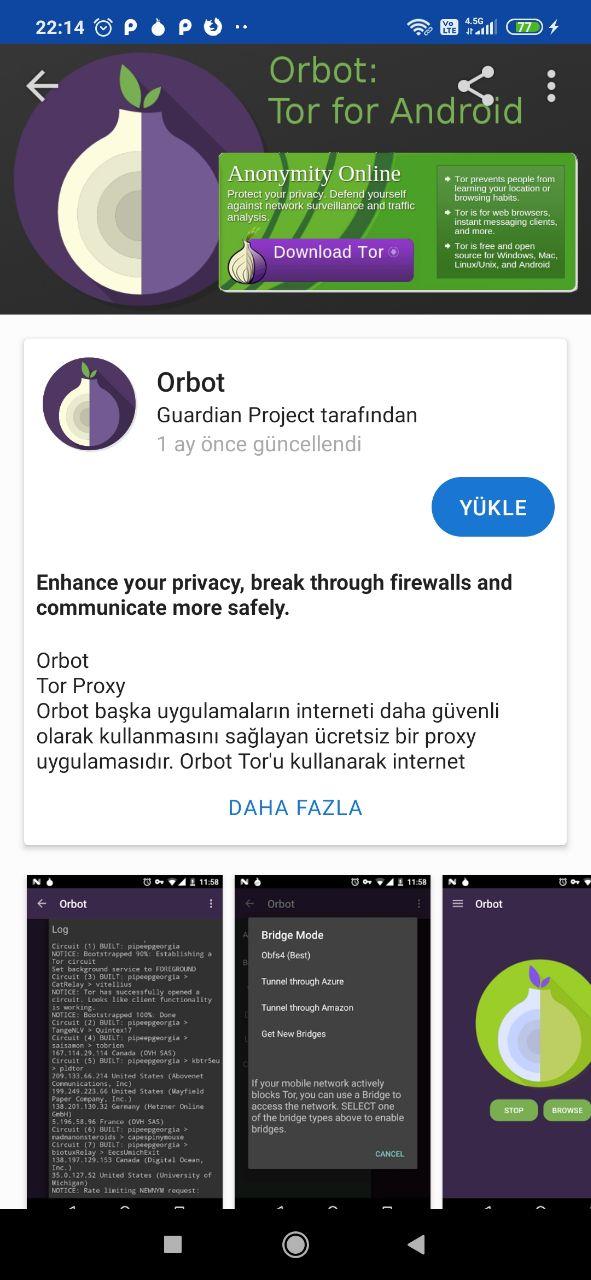 22:14
Vo
LTE
4.5G
77
Orbot:
Tor for Android
Anonymity Online
Protect your privacy. Defend yourself
against network surveillance and traffic
analysis.
Download Tor
Tor prevents people from
learning your location or
browsing habits.
Tor is for web browsers,
instant messaging clients,
and more.
Tor is free and open
source for Windows, Mac,
Linux/Unix, and Android
Orbot
Guardian Project tarafından
1 ay önce güncellendi
YÜKLE
Enhance your privacy, break through firewalls and
communicate more safely.
Orbot
Tor Proxy
Orbot başka uygulamaların interneti daha güvenli
olarak kullanmasını sağlayan ücretsiz bir proxy
uygulamasıdır. Orbot Tor'u kullanarak internet
DAHA FAZLA
11:58
Orbot
Log
Circuit (1) BUILT: pipeepgeorgia
NOTICE: Bootstrapped 90%: Establishing a
Tor circuit
Set background service to FOREGROUND
Circuit (3) BUILT: pipeepgeorgia >
CatRelay > vitellius
NOTICE: Tor has successfully opened a
circuit. Looks like client functionality
is working.
NOTICE: Bootstrapped 100%: Done
Circuit (2) BUILT: pipeepgeorgia >
TangeNLV > Quintex17
Circuit (4) BUILT: pipeepgeorgia >
saisamon > tobrien
167.114.29.114 Canada (OVH SAS)
Circuit (5) BUILT: pipeepgeorgia > kbtr5eu
> pldtor
209.133.66.214 United States (Abovenet
Communications, Inc)
199.249.223.66 United States (Wayfield
Paper Company, Inc.)
138.201.130.32 Germany (Hetzner Online
GmbH)
5.196.58.96 France (OVH SAS)
Circuit (6) BUILT: pipeepgeorgia >
madmanonsteroids > capespinymouse
Circuit (7) BUILT: pipeepgeorgia >
biotuxRelay > EecsUmichExit
138.197.129.153 Canada (Digital Ocean,
Inc.)
35.0.127.52 United States (University of
Michigan)
NOTICE: Rate limiting NEWNYM request:
11:58
Orbot
Bridge Mode
Obfs4 (Best)
Tunnel through Azure
Tunnel through Amazon
Get New Bridges
If your mobile network actively
blocks Tor, you can use a Bridge to
access the network. SELECT one
of the bridge types above to enable
bridges.
CANCEL
Orbot
STOP
BROWSE